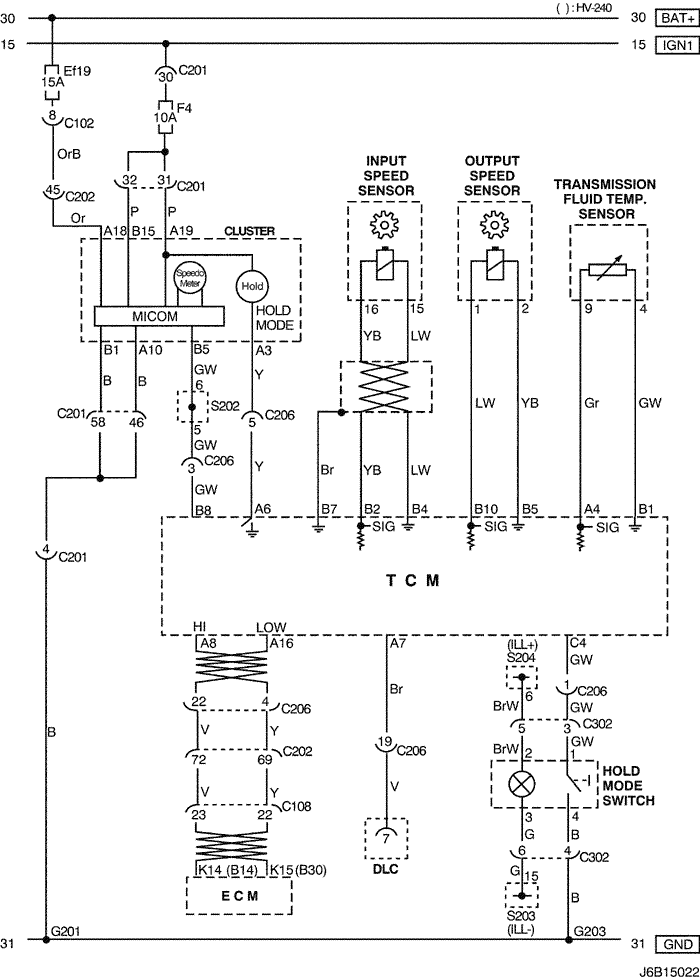 ( ) : HV-240
30 30 BAT+
15 15 IGN1
Ef19
15A
30 C201
8 C102
F4
10A
OrB
32 31 C201
45 C202
Or P P
INPUT
SPEED
SENSOR
OUTPUT
SPEED
SENSOR
TRANSMISSION
FLUID TEMP.
SENSOR
A18 B15 A19 CLUSTER
Speedo
Meter
Hold
MICOM
HOLD
MODE
16 15 1 2 9 4
B1 A10 B5 A3
YB LW
B B GW Y
6
S202
5
C201
58 46
5 C206
LW YB Gr GW
GW
3 C206
Y
Br YB LW
GW
B8 A6 B7 B2 B4 B10 B5 A4 B1
SIG SIG SIG
4 C201
T C M
HI LOW
A8 A16 A7 C4
(ILL+)
S204
GW
6
1 C206
Br
BrW GW
22 4 C206
5 3 C302
V Y
B
19 C206
BrW GW
72 69 C202
2 1
V Y
V
HOLD
MODE
SWITCH
23 22 C108
3 4
G B
7
DLC
6 4 C302
K14 (B14) K15 (B30)
G 15
E C M
B
S203
(ILL-)
G201 G203
31 31 GND
J6B15022